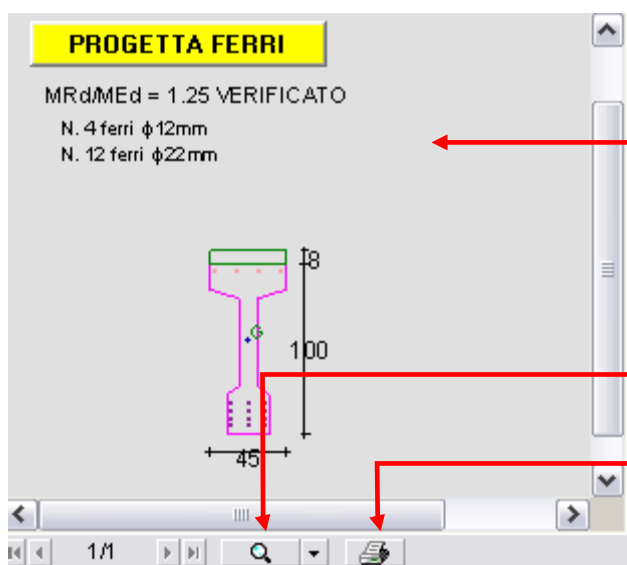 PROGETTA FERRI
MRd/MEd = 1.25 VERIFICATO
N. 4 ferri ϕ12mm
N. 12 ferri ϕ22mm
8
G
100
45
1/1